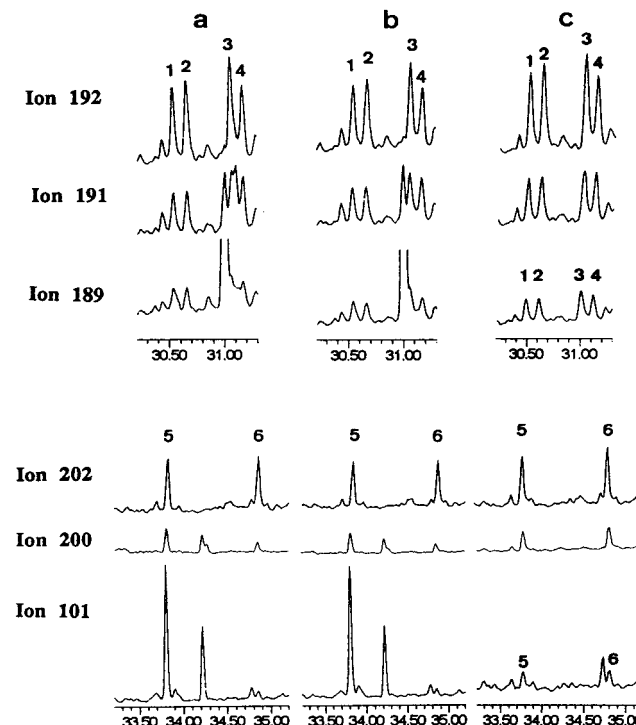 a b c
1 2 3 4
1 2 3 4
1 2 3 4
Ion 192
Ion 191
Ion 189
1 2 3 4
30.50 31.00
30.50 31.00
30.50 31.00
5 6
5 6
5 6
Ion 202
Ion 200
Ion 101
5 6
33.50 34.00 34.50 35.00
33.50 34.00 34.50 35.00
33.50 34.00 34.50 35.0